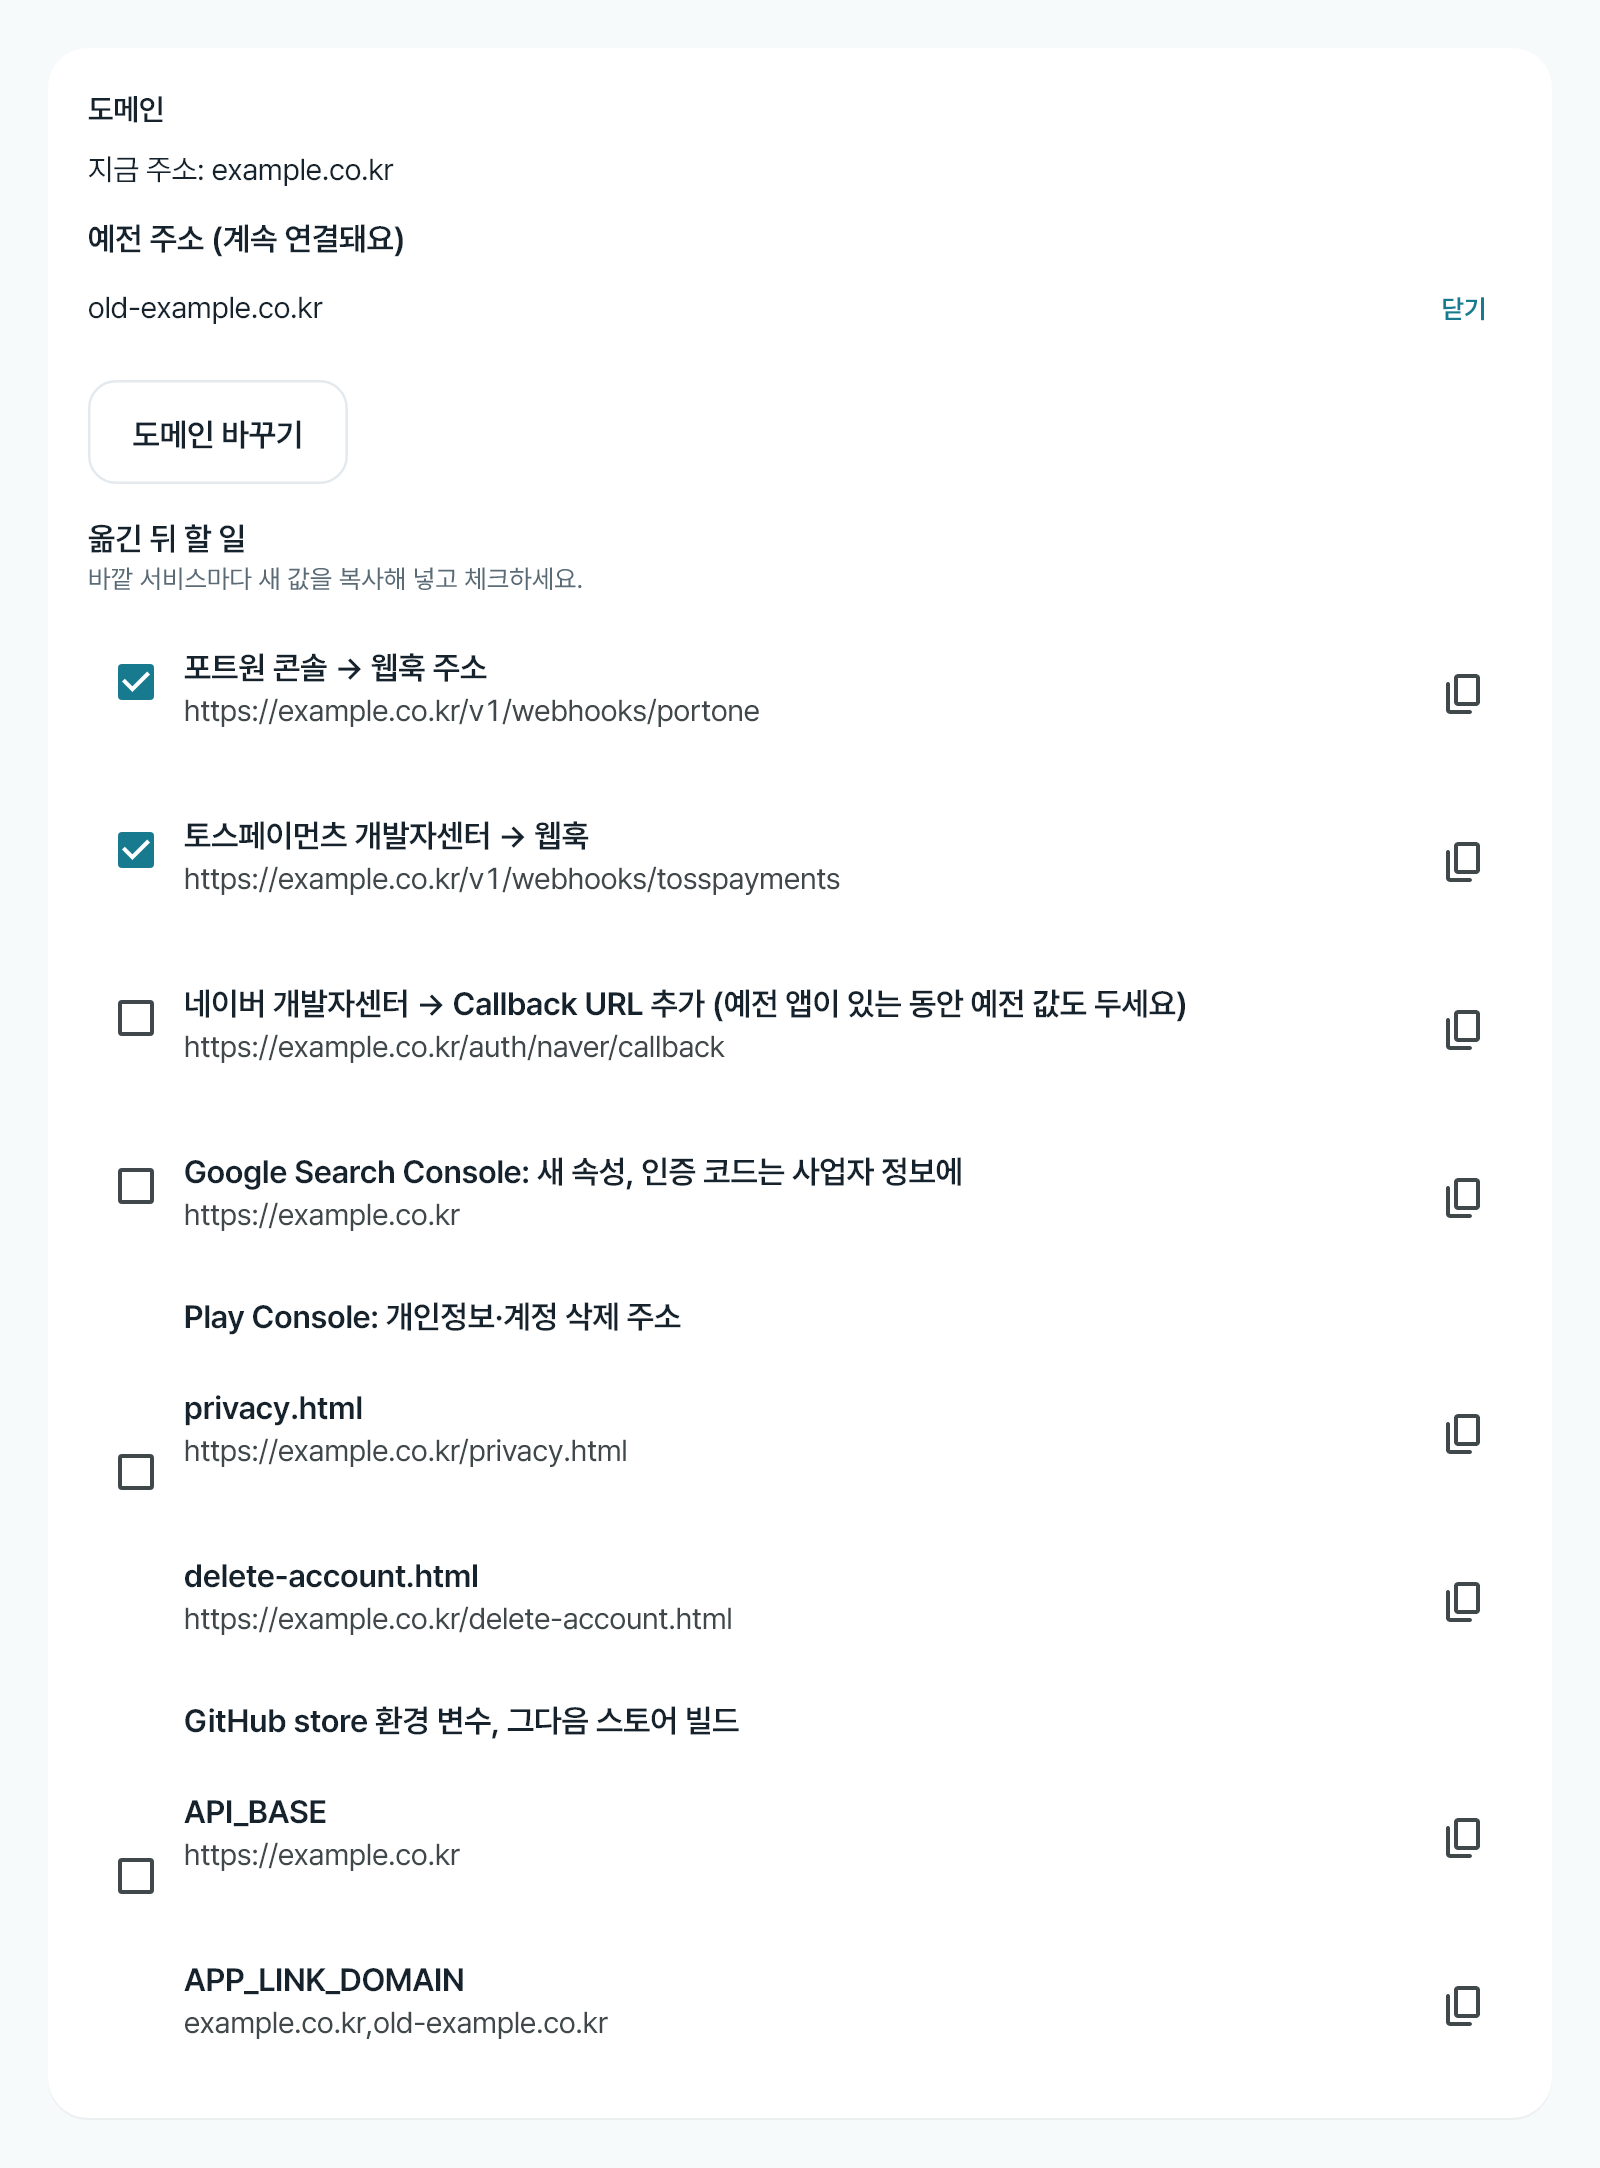 도메인
지금 주소: example.co.kr
예전 주소 (계속 연결돼요)
old-example.co.kr
닫기
도메인 바꾸기
옮긴 뒤 할 일
바깥 서비스마다 새 값을 복사해 넣고 체크하세요.
포트원 콘솔 → 웹훅 주소
https://example.co.kr/v1/webhooks/portone
토스페이먼츠 개발자센터 → 웹훅
https://example.co.kr/v1/webhooks/tosspayments
네이버 개발자센터 → Callback URL 추가 (예전 앱이 있는 동안 예전 값도 두세요)
https://example.co.kr/auth/naver/callback
Google Search Console: 새 속성, 인증 코드는 사업자 정보에
https://example.co.kr
Play Console: 개인정보·계정 삭제 주소
privacy.html
https://example.co.kr/privacy.html
delete-account.html
https://example.co.kr/delete-account.html
GitHub store 환경 변수, 그다음 스토어 빌드
API_BASE
https://example.co.kr
APP_LINK_DOMAIN
example.co.kr,old-example.co.kr